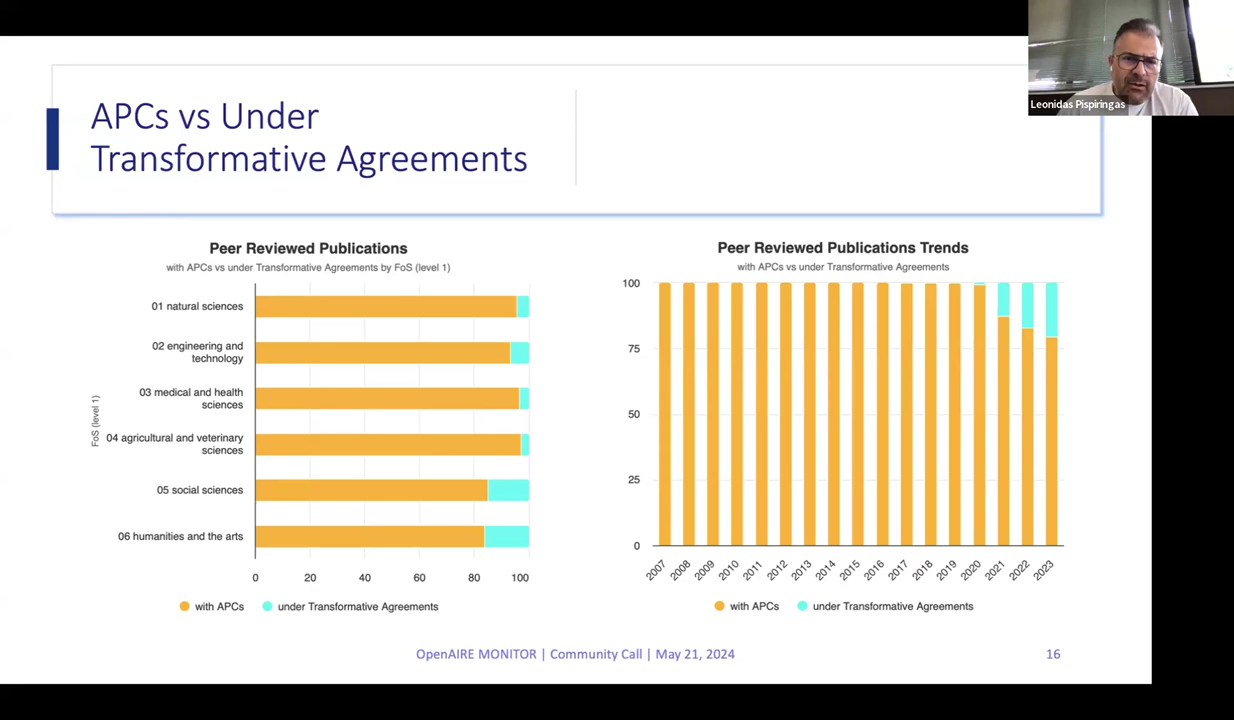 Leonidas Pispiringas
APCs vs Under
Transformative Agreements
Peer Reviewed Publications
with APCs vs under Transformative Agreements by FoS (level 1)
FoS (level 1)
01 natural sciences
02 engineering and
technology
03 medical and health
sciences
04 agricultural and veterinary
sciences
05 social sciences
06 humanities and the arts
0 20 40 60 80 100
with APCs under Transformative Agreements
Peer Reviewed Publications Trends
with APCs vs under Transformative Agreements
100
75
50
25
0
2007 2008 2009 2010 2011 2012 2013 2014 2015 2016 2017 2018 2019 2020 2021 2022 2023
with APCs under Transformative Agreements
OpenAIRE MONITOR | Community Call | May 21, 2024
16